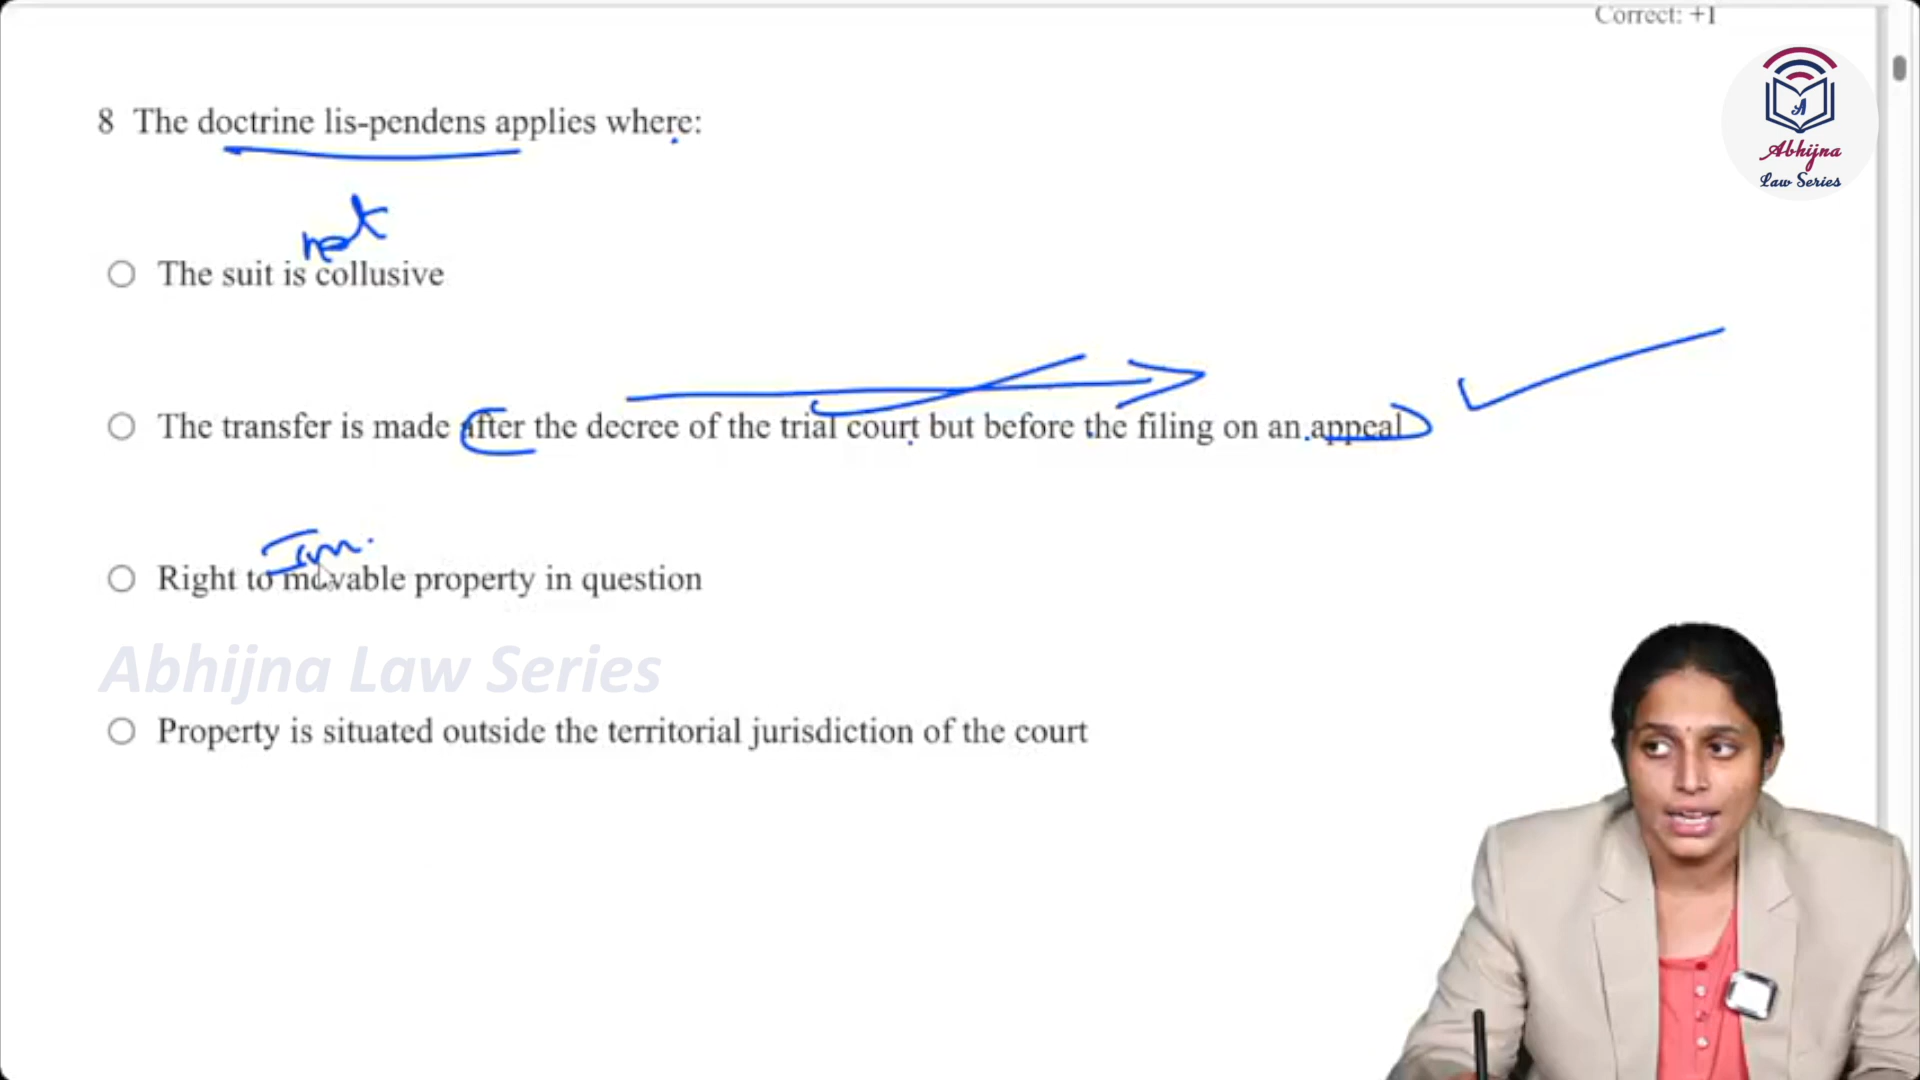 Correct: +1
Abhijna
Law Series
8 The doctrine lis-pendens applies where:
not
The suit is collusive
The transfer is made after the decree of the trial court but before the filing on an appeal
Im
Right to movable property in question
Abhijna Law Series
Property is situated outside the territorial jurisdiction of the court